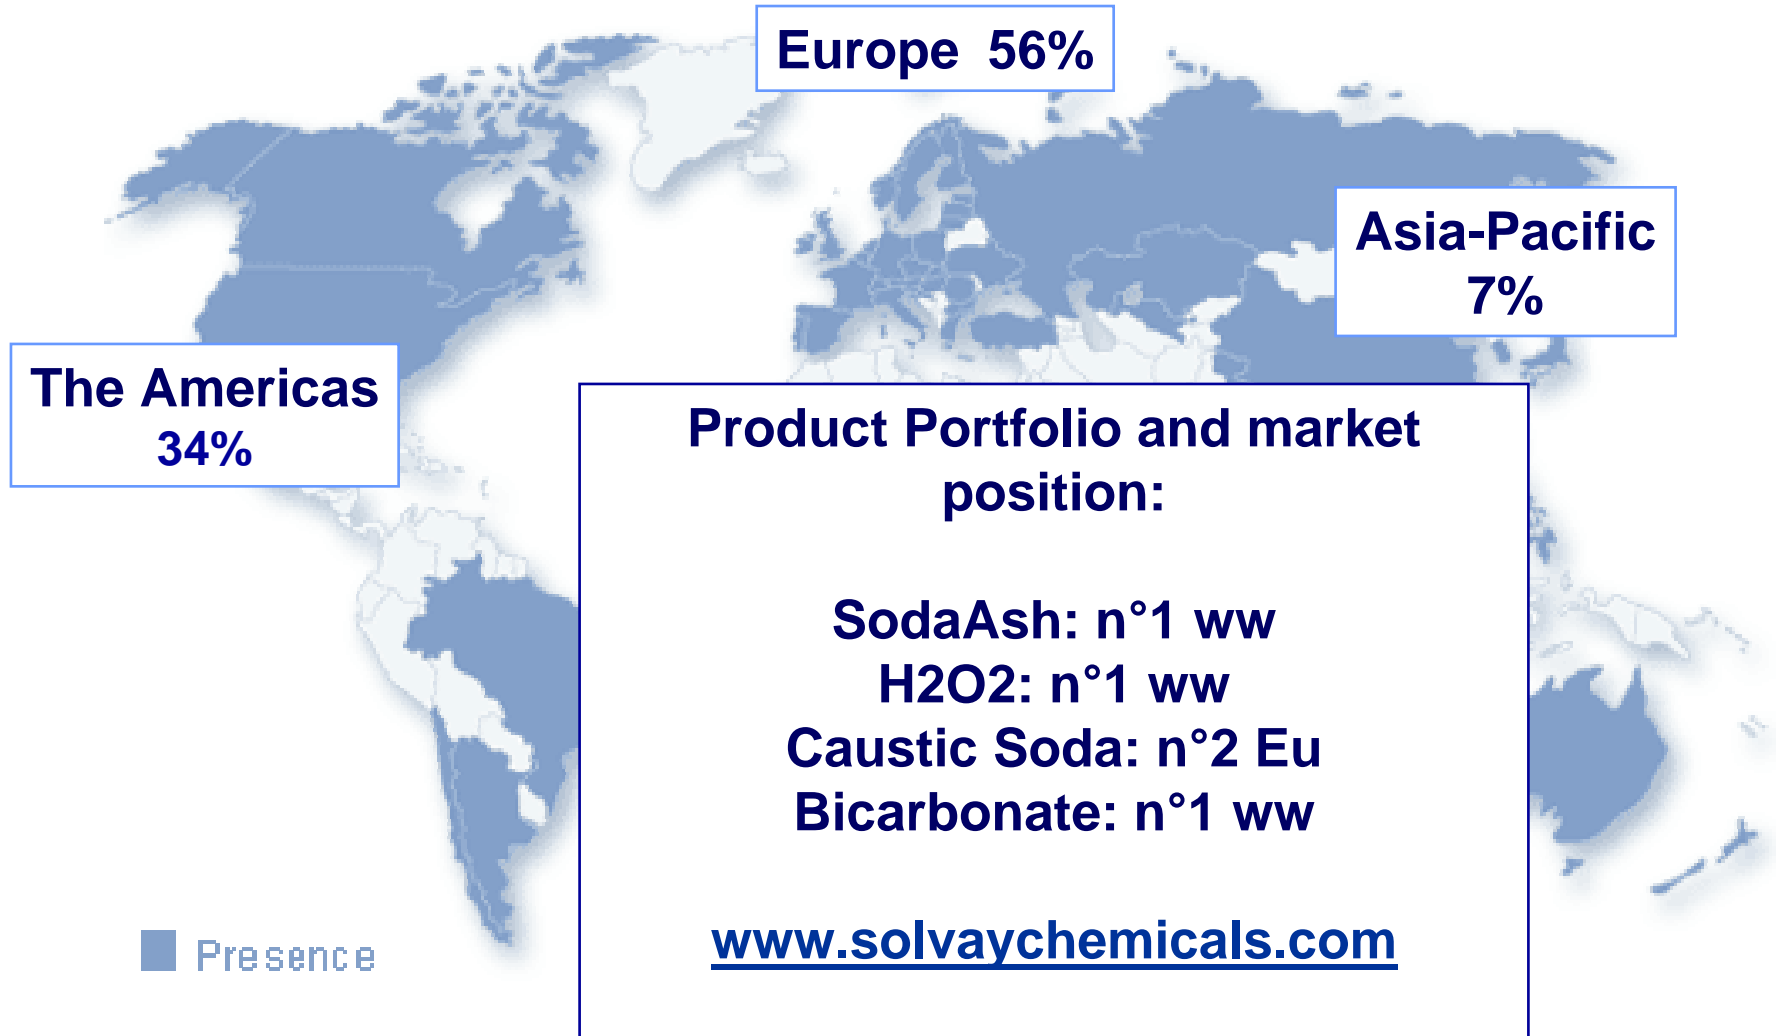 Europe 56%
Asia-Pacific
7%
The Americas
34%
Product Portfolio and market
position:
SodaAsh: n°1 ww
H2O2: n°1 ww
Caustic Soda: n°2 Eu
Bicarbonate: n°1 ww
www.solvaychemicals.com
Presence